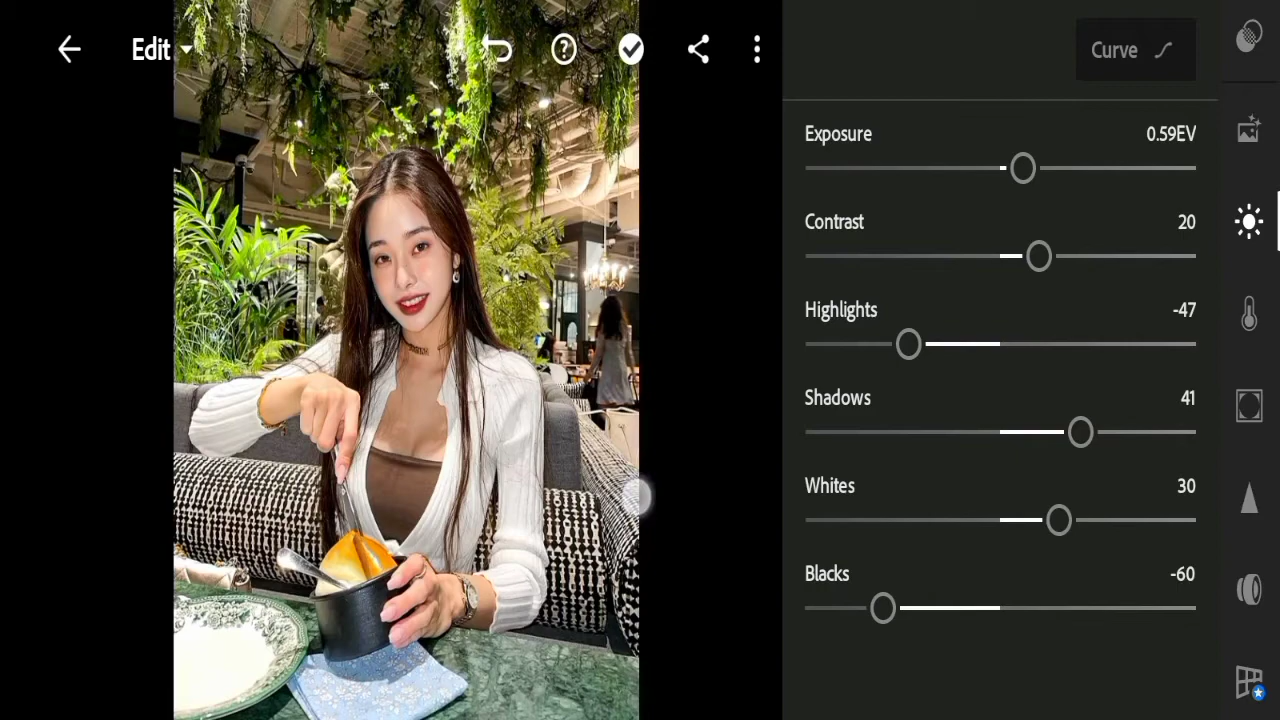 Edit
Curve
Exposure 0.59EV
Contrast 20
Highlights -47
Shadows 41
Whites 30
Blacks -60